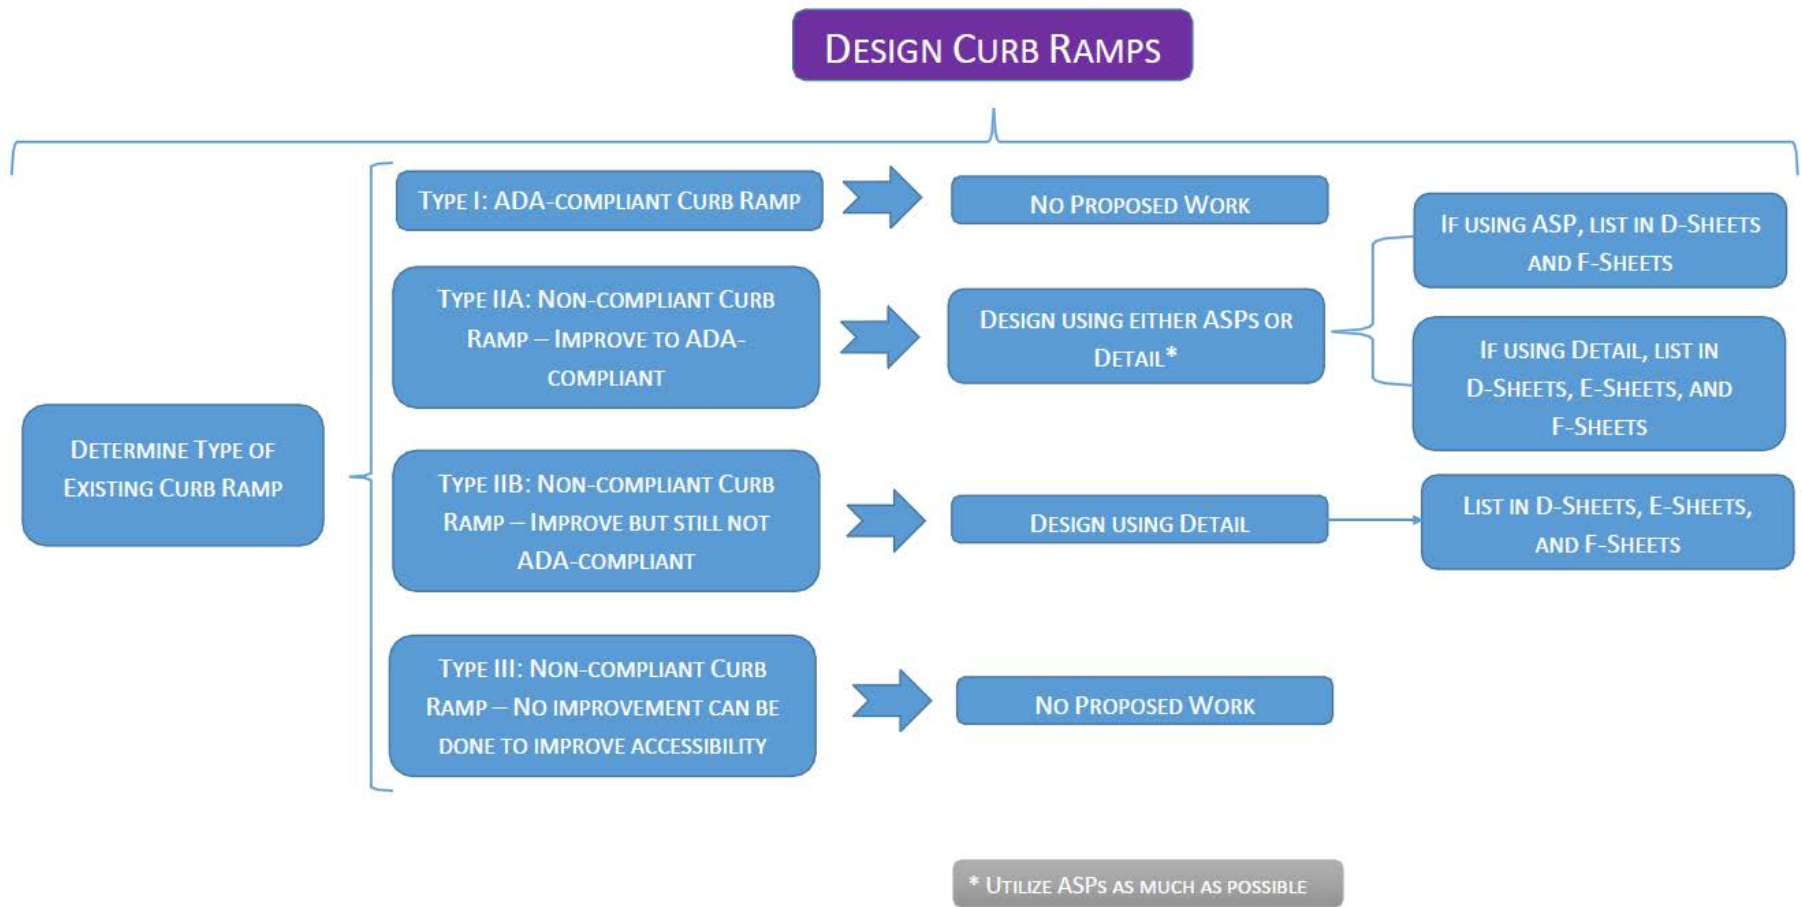 DESIGN CURB RAMPS
TYPE I: ADA-COMPLIANT CURB RAMP
NO PROPOSED WORK
IF USING ASP, LIST IN D-SHEETS
AND F-SHEETS
TYPE IIA: NON-COMPLIANT CURB
RAMP – IMPROVE TO ADA-
COMPLIANT
DESIGN USING EITHER ASPS OR
DETAIL*
IF USING DETAIL, LIST IN
D-SHEETS, E-SHEETS, AND
F-SHEETS
DETERMINE TYPE OF
EXISTING CURB RAMP
TYPE IIB: NON-COMPLIANT CURB
RAMP – IMPROVE BUT STILL NOT
ADA-COMPLIANT
DESIGN USING DETAIL
LIST IN D-SHEETS, E-SHEETS,
AND F-SHEETS
TYPE III: NON-COMPLIANT CURB
RAMP – NO IMPROVEMENT CAN BE
DONE TO IMPROVE ACCESSIBILITY
NO PROPOSED WORK
* UTILIZE ASPS AS MUCH AS POSSIBLE